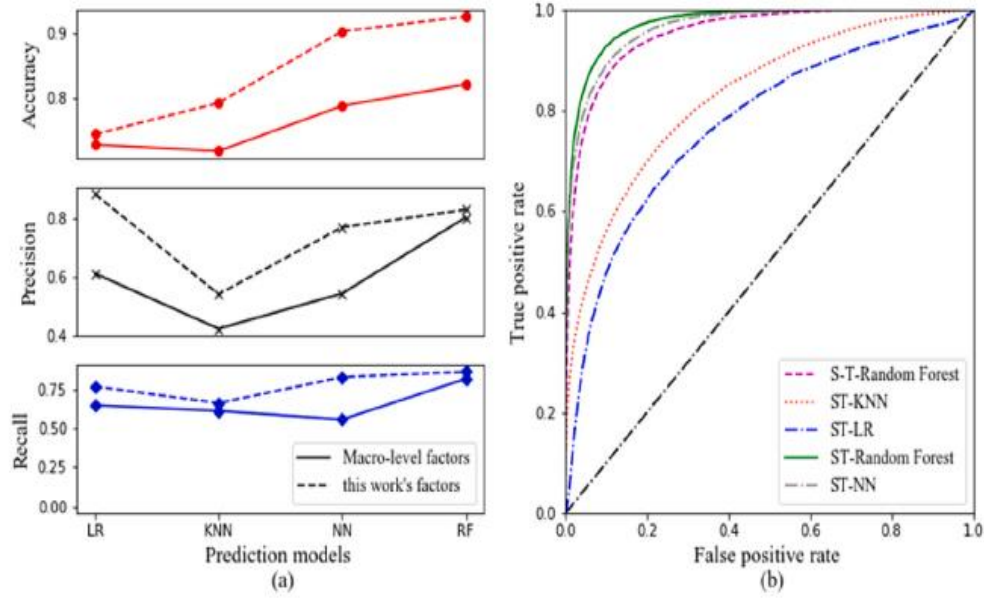 Accuracy
0.9
0.8
Precision
0.8
0.6
0.4
Recall
0.75
0.50
0.25
0.00
Macro-level factors
this work's factors
LR KNN NN RF
Prediction models
(a)
True positive rate
1.0
0.8
0.6
0.4
0.2
0.0
S-T-Random Forest
ST-KNN
ST-LR
ST-Random Forest
ST-NN
0.0 0.2 0.4 0.6 0.8 1.0
False positive rate
(b)